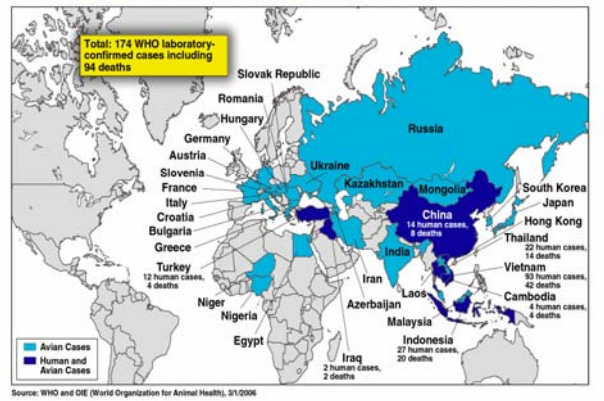 Total: 174 WHO laboratory-
confirmed cases including
94 deaths
Slovak Republic
Romania
Hungary
Germany
Austria
Slovenia
France
Italy
Croatia
Bulgaria
Greece
Turkey
12 human cases,
4 deaths
Niger
Nigeria
Egypt
Iraq
2 human cases,
2 deaths
Azerbaijan
Iran
Ukraine
Kazakhstan
Russia
Mongolia
China
14 human cases,
8 deaths
India
South Korea
Japan
Hong Kong
Thailand
22 human cases,
14 deaths
Vietnam
93 human cases,
42 deaths
Laos
Cambodia
4 human cases,
4 deaths
Malaysia
Indonesia
27 human cases,
20 deaths
Avian Cases
Human and
Avian Cases
Source: WHO and OIE (World Organization for Animal Health), 3/1/2006